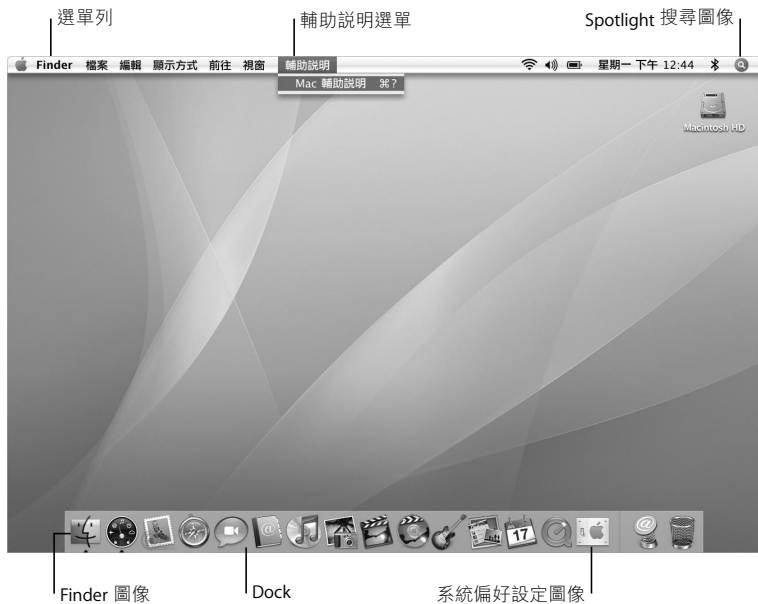 選單列
輔助說明選單
Spotlight 搜尋圖像
Finder 檔案 編輯 顯示方式 前往 視窗 輔助說明
星期一 下午 12:44
Mac 輔助說明 ⌘?
Macintosh HD
17
Finder 圖像
Dock
系統偏好設定圖像